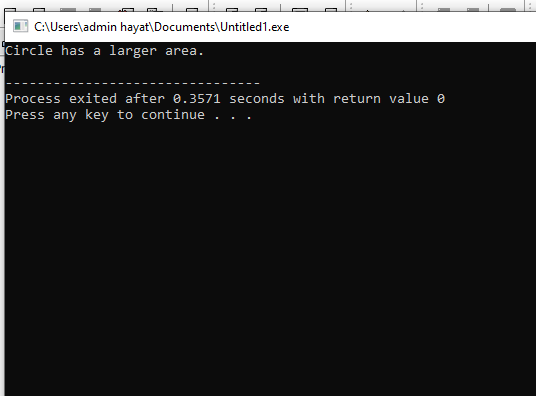 C:\Users\admin hayat\Documents\Untitled1.exe
Circle has a larger area.
--------------------------------
Process exited after 0.3571 seconds with return value 0
Press any key to continue . . .